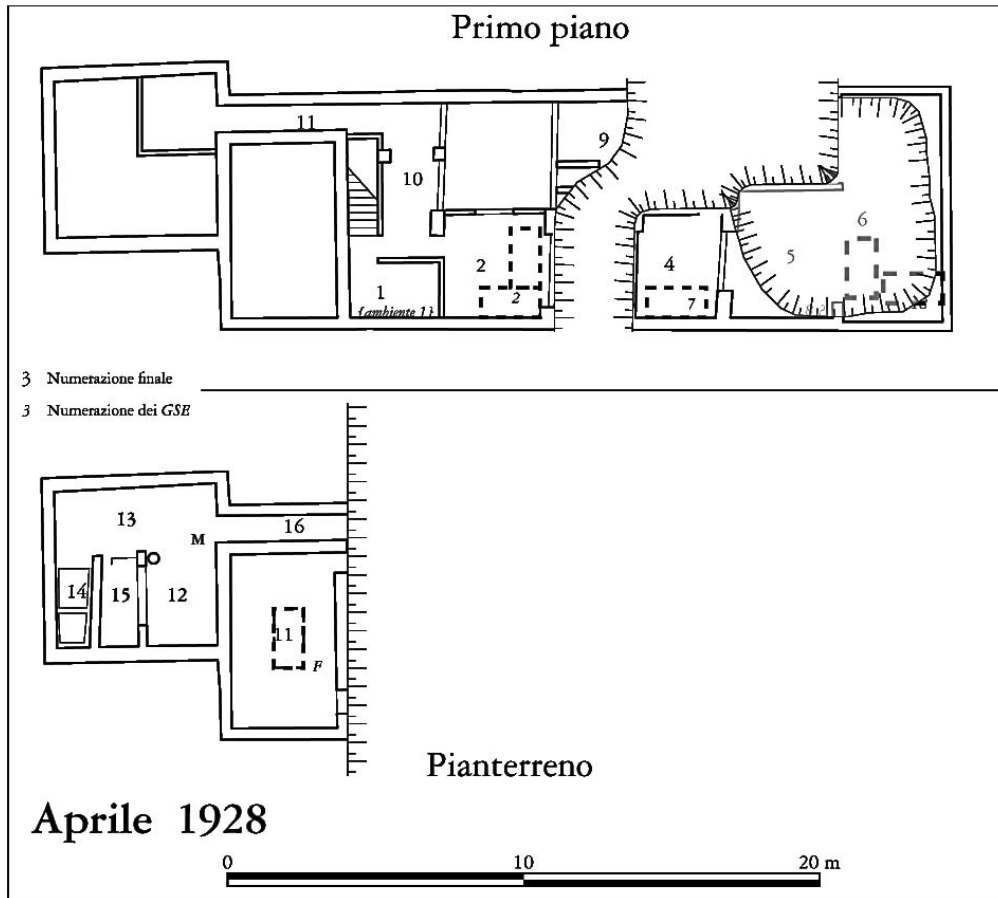 Primo piano
11
9
10
6
2
5
4
1
2
7
{ambiente 1}
3 Numerazione finale
3 Numerazione dei GSE
13
16
M
14
15
12
11
F
Pianterreno
Aprile 1928
0
10
20 m